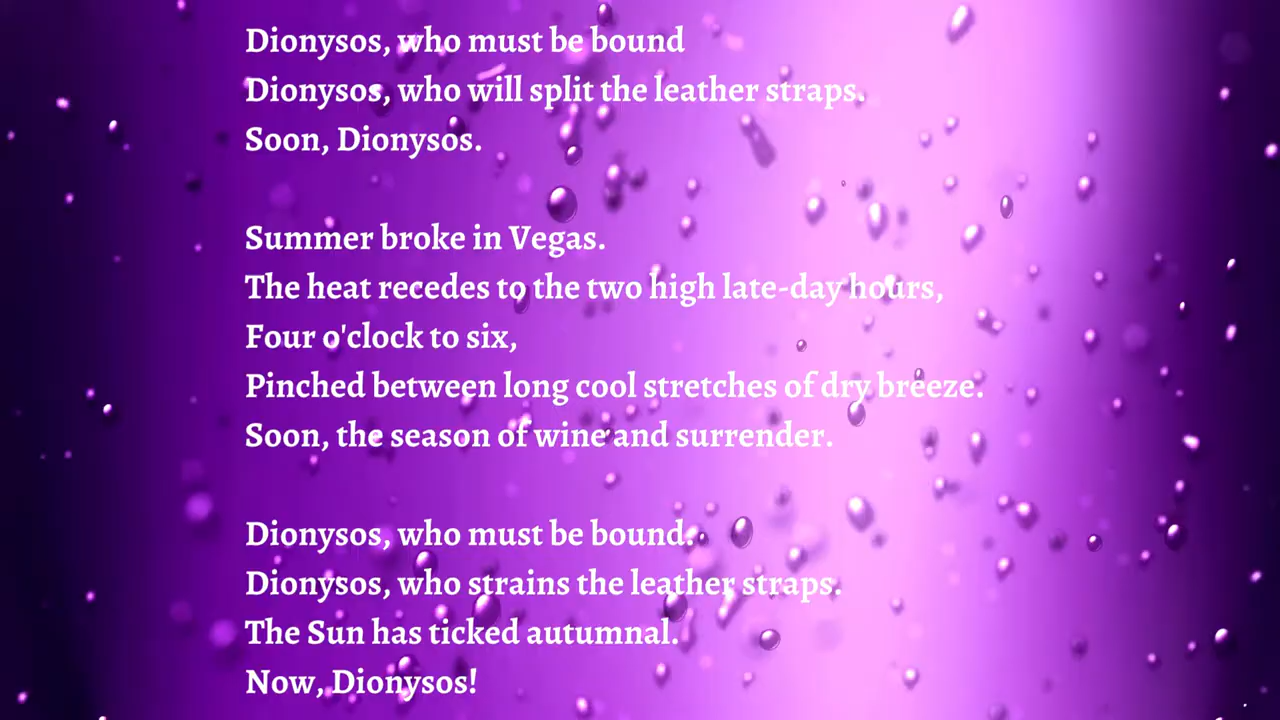 Dionysos, who must be bound
Dionysos, who will split the leather straps.
Soon, Dionysos.
Summer broke in Vegas.
The heat recedes to the two high late-day hours,
Four o'clock to six,
Pinched between long cool stretches of dry breeze.
Soon, the season of wine and surrender.
Dionysos, who must be bound.
Dionysos, who strains the leather straps.
The Sun has ticked autumnal.
Now, Dionysos!